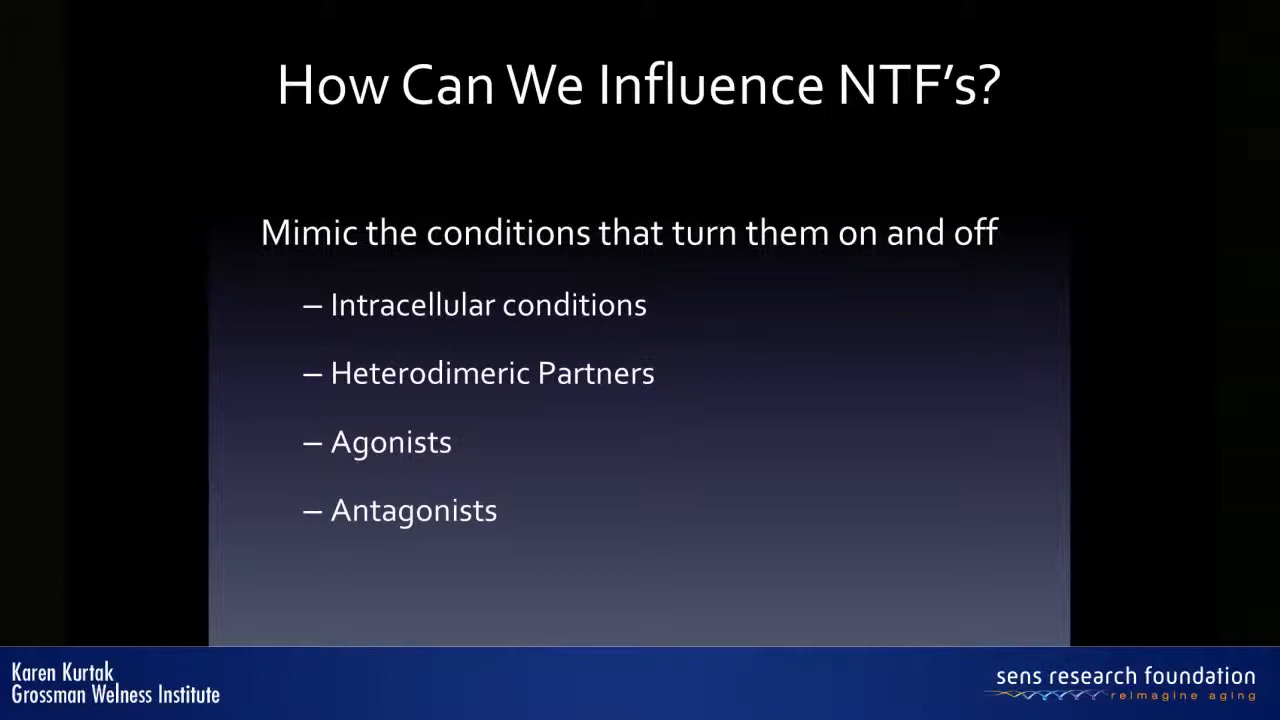 How Can We Influence NTF’s?
Mimic the conditions that turn them on and off
– Intracellular conditions
– Heterodimeric Partners
– Agonists
– Antagonists
Karen Kurtak
Grossman Welness Institute
sens research foundation
reimagine aging